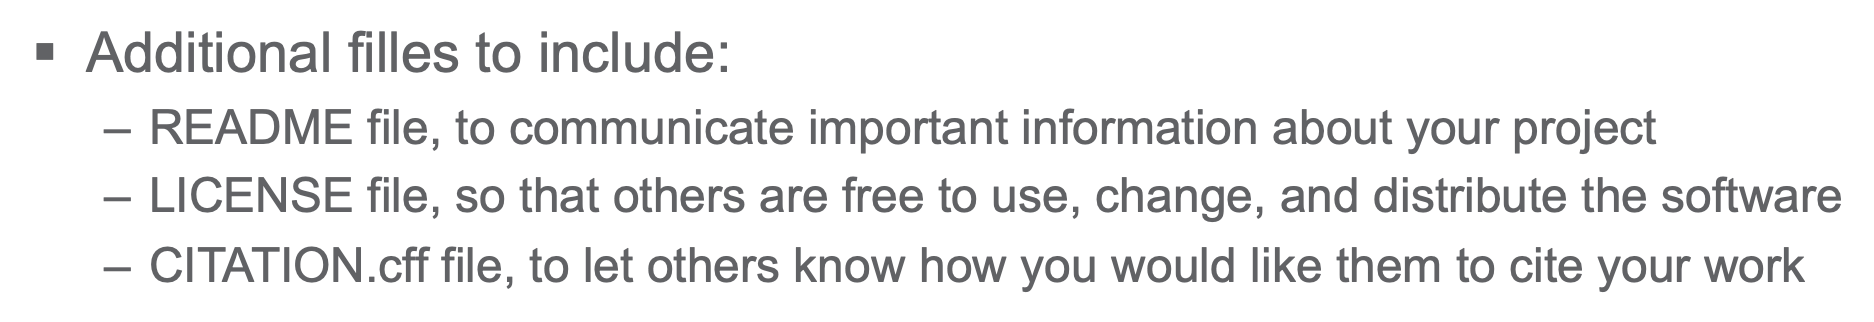 ▪ Additional filles to include:
– README file, to communicate important information about your project
– LICENSE file, so that others are free to use, change, and distribute the software
– CITATION.cff file, to let others know how you would like them to cite your work